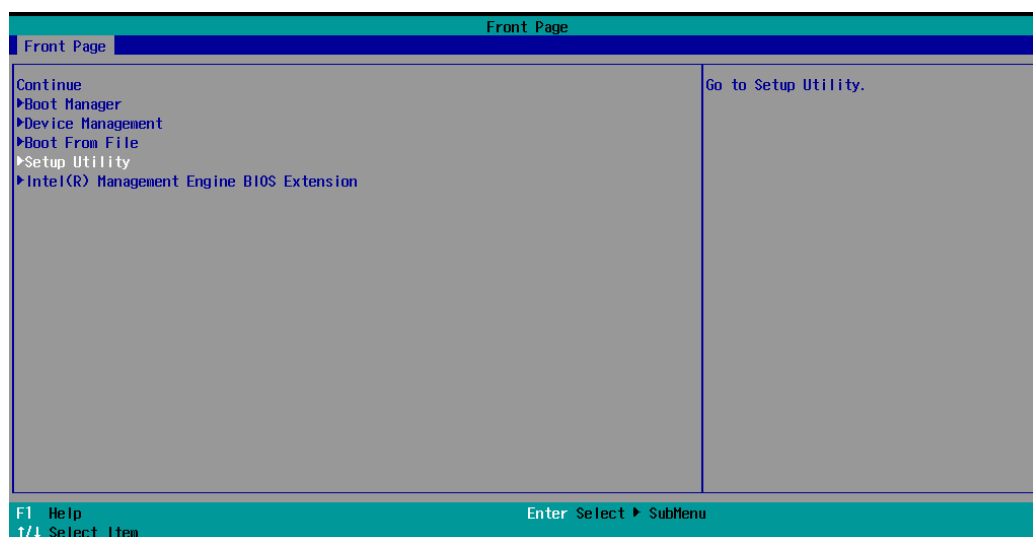 Front Page
Front Page
Continue
▶Boot Manager
▶Device Management
▶Boot From File
▶Setup Utility
▶Intel(R) Management Engine BIOS Extension
Go to Setup Utility.
F1 Help
Enter Select ▶ SubMenu
↑/↓ Select Item